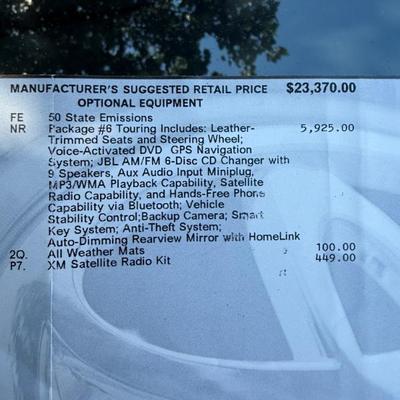 MANUFACTURER'S SUGGESTED RETAIL PRICE $23,370.00
OPTIONAL EQUIPMENT
FE 50 State Emissions
NR Package #6 Touring Includes: Leather- 5,925.00
Trimmed Seats and Steering Wheel;
Voice-Activated DVD GPS Navigation
System; JBL AM/FM 6-Disc CD Changer with
9 Speakers, Aux Audio Input Miniplug,
MP3/WMA Playback Capability, Satellite
Radio Capability, and Hands-Free Phone
Capability via Bluetooth; Vehicle
Stability Control;Backup Camera; Smart
Key System; Anti-Theft System;
Auto-Dimming Rearview Mirror with HomeLink
2Q. All Weather Mats 100.00
P7. XM Satellite Radio Kit 449.00